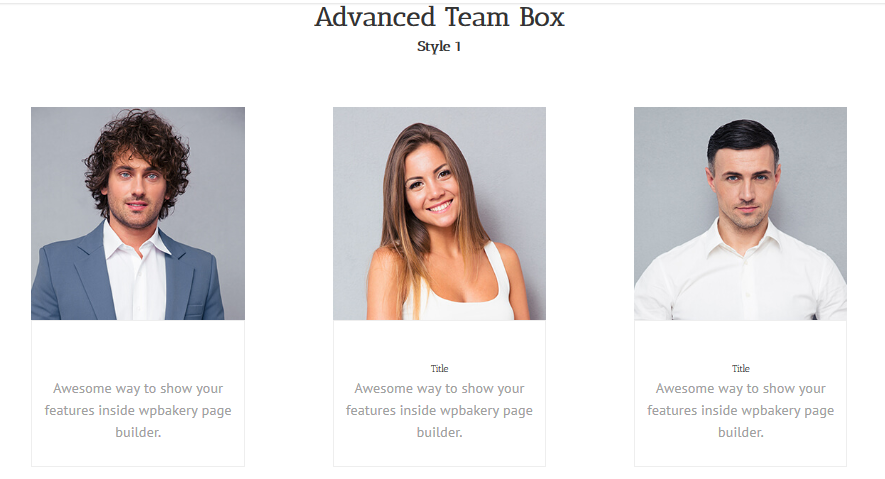 Advanced Team Box
Style 1
Awesome way to show your
features inside wpbakery page
builder.
Title
Awesome way to show your
features inside wpbakery page
builder.
Title
Awesome way to show your
features inside wpbakery page
builder.